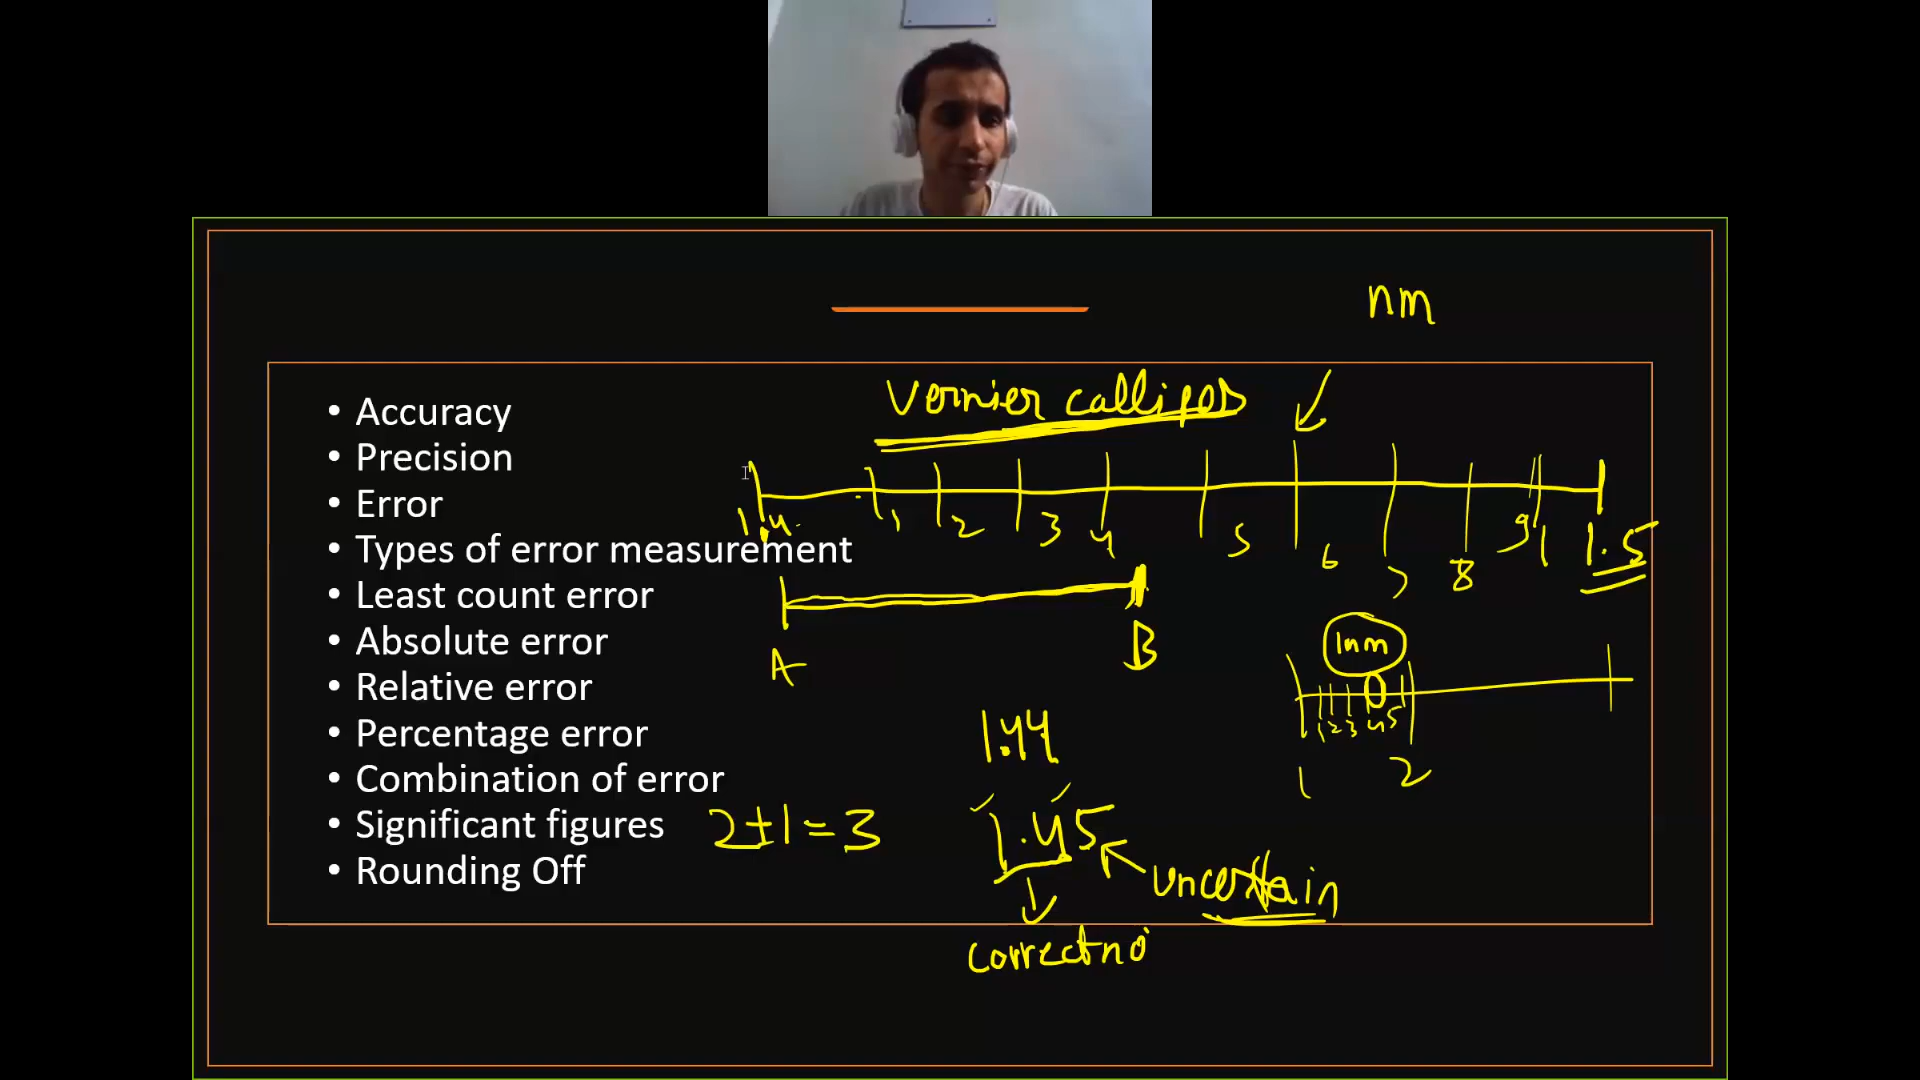 nm
Vernier callipers
• Accuracy
• Precision
• Error
• Types of error measurement
• Least count error
• Absolute error
• Relative error
• Percentage error
• Combination of error
• Significant figures
• Rounding Off
1.4 1 2 3 4 5 6 7 8 9 1.5
A B
1nm
1 2 3 4 5
1 2
1.44
2±1=3
1.45
uncertain
correct no